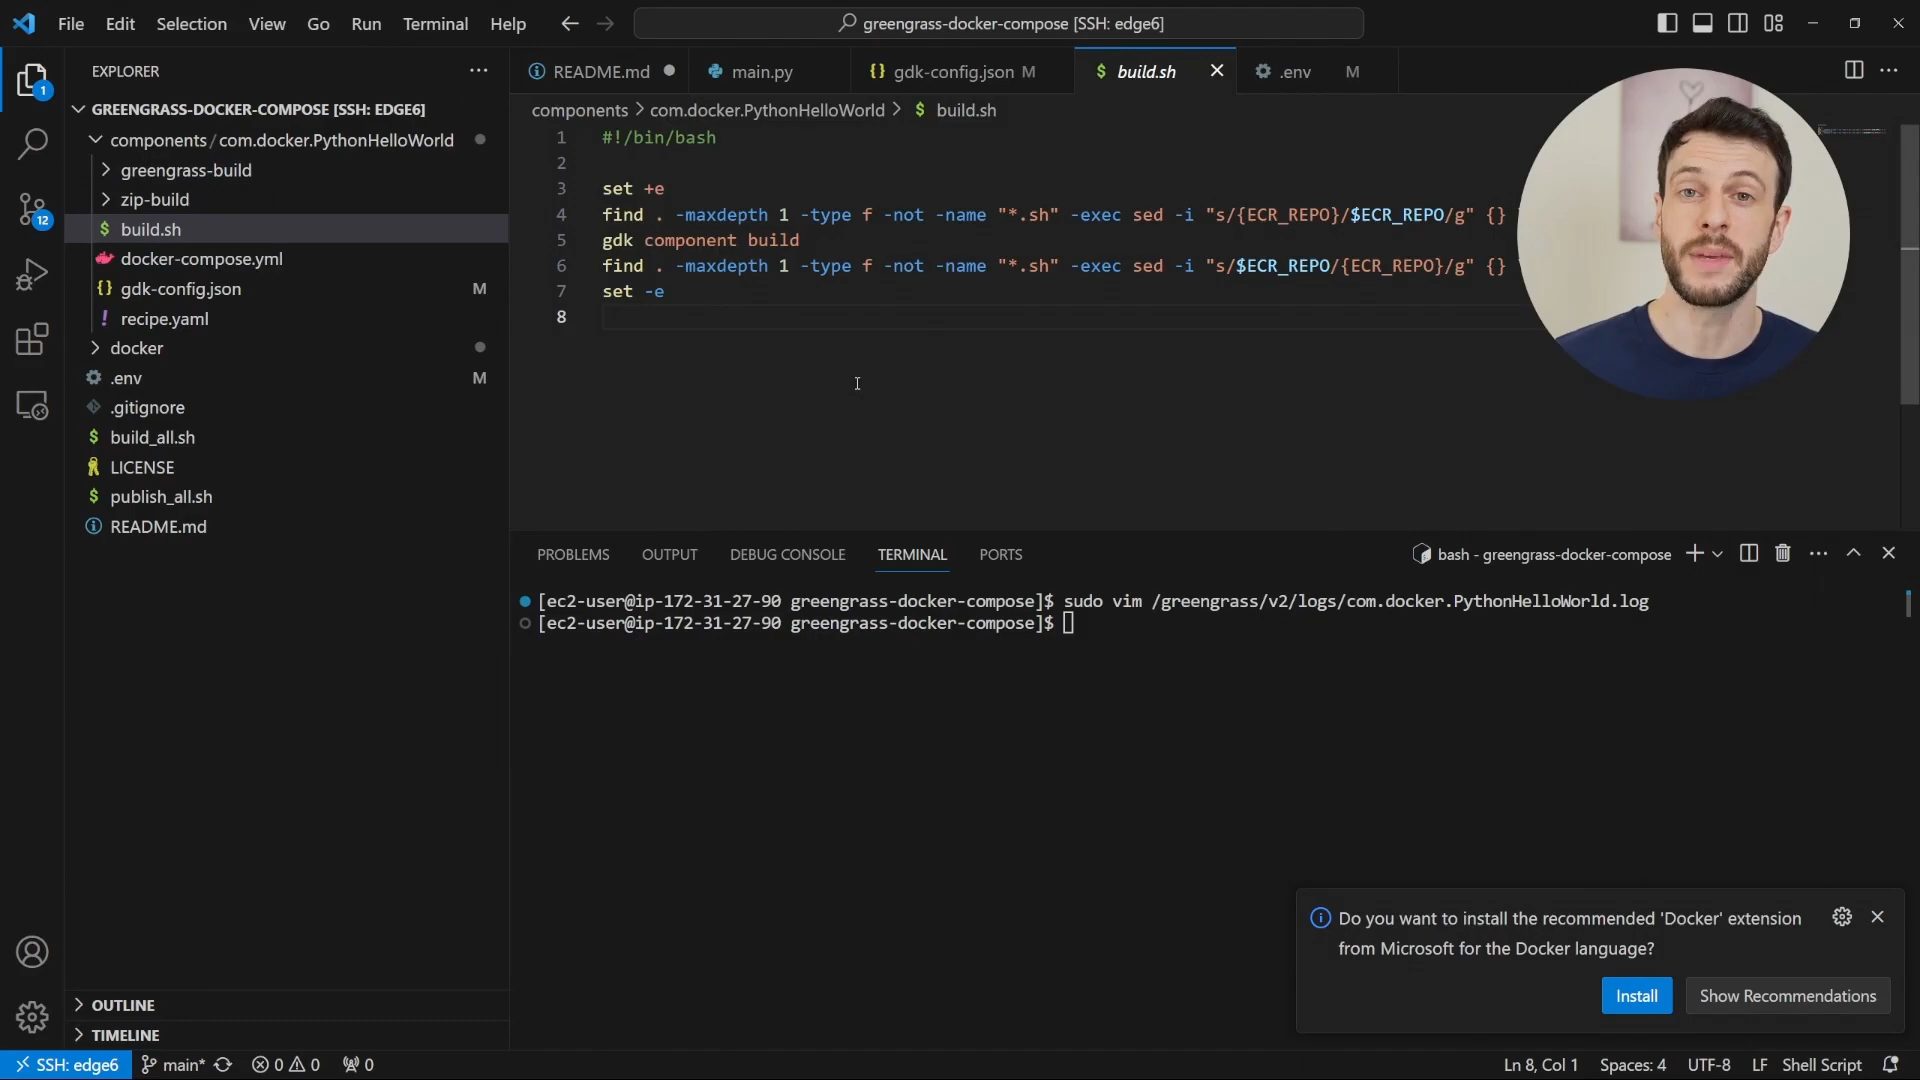 File Edit Selection View Go Run Terminal Help
greengrass-docker-compose [SSH: edge6]
EXPLORER
GREENGRASS-DOCKER-COMPOSE [SSH: EDGE6]
components / com.docker.PythonHelloWorld
greengrass-build
zip-build
$ build.sh
docker-compose.yml
{} gdk-config.json M
! recipe.yaml
docker
.env M
.gitignore
$ build_all.sh
LICENSE
$ publish_all.sh
README.md
OUTLINE
TIMELINE
1
12
README.md
main.py
{} gdk-config.json M
$ build.sh
.env M
components > com.docker.PythonHelloWorld > $ build.sh
1 #!/bin/bash
2
3 set +e
4 find . -maxdepth 1 -type f -not -name "*.sh" -exec sed -i "s/{ECR_REPO}/$ECR_REPO/g" {}
5 gdk component build
6 find . -maxdepth 1 -type f -not -name "*.sh" -exec sed -i "s/$ECR_REPO/{ECR_REPO}/g" {}
7 set -e
8
PROBLEMS OUTPUT DEBUG CONSOLE TERMINAL PORTS
bash - greengrass-docker-compose
[ec2-user@ip-172-31-27-90 greengrass-docker-compose]$ sudo vim /greengrass/v2/logs/com.docker.PythonHelloWorld.log
[ec2-user@ip-172-31-27-90 greengrass-docker-compose]$
Do you want to install the recommended 'Docker' extension
from Microsoft for the Docker language?
Install
Show Recommendations
SSH: edge6 main* 0 0 0
Ln 8, Col 1 Spaces: 4 UTF-8 LF Shell Script